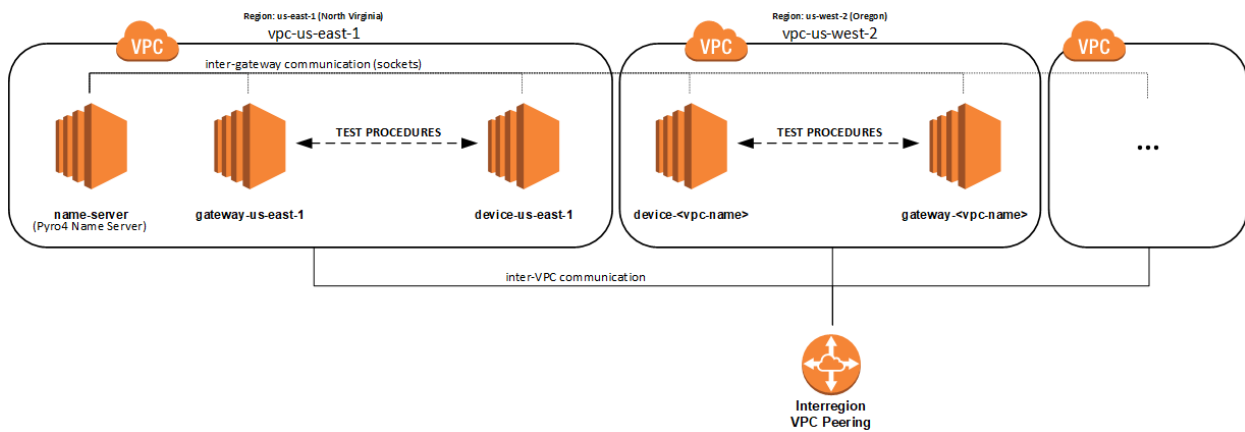 Region: us-east-1 (North Virginia)
vpc-us-east-1
Region: us-west-2 (Oregon)
vpc-us-west-2
VPC
VPC
VPC
inter-gateway communication (sockets)
TEST PROCEDURES
TEST PROCEDURES
...
name-server
(Pyro4 Name Server)
gateway-us-east-1
device-us-east-1
device-<vpc-name>
gateway-<vpc-name>
inter-VPC communication
Interregion
VPC Peering